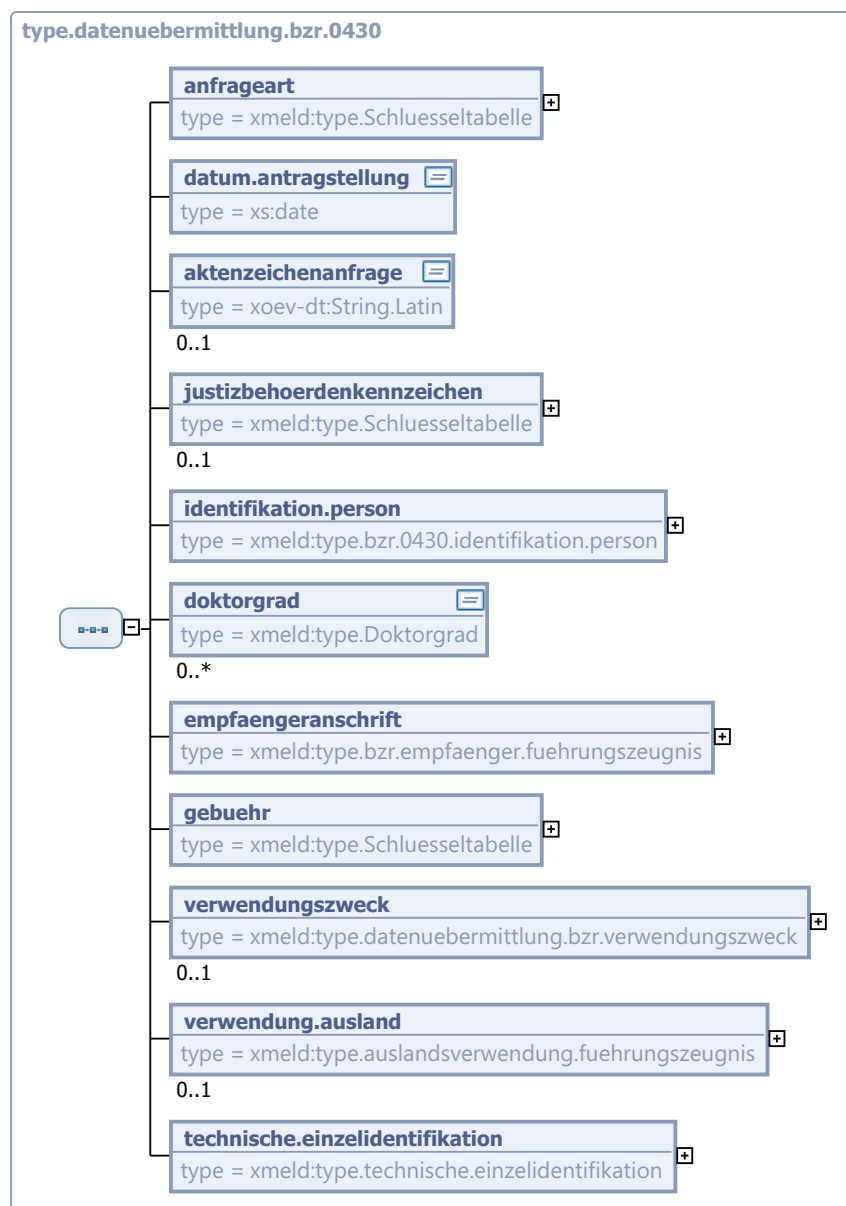 type.datenuebermittlung.bzr.0430
anfrageart
type = xmeld:type.Schluesseltabelle
datum.antragstellung
type = xs:date
aktenzeichenanfrage
type = xoev-dt:String.Latin
0..1
justizbehoerdenkennzeichen
type = xmeld:type.Schluesseltabelle
0..1
identifikation.person
type = xmeld:type.bzr.0430.identifikation.person
doktorgrad
type = xmeld:type.Doktorgrad
0..*
empfaengeranschrift
type = xmeld:type.bzr.empfaenger.fuehrungszeugnis
gebuehr
type = xmeld:type.Schluesseltabelle
verwendungszweck
type = xmeld:type.datenuebermittlung.bzr.verwendungszweck
0..1
verwendung.ausland
type = xmeld:type.auslandsverwendung.fuehrungszeugnis
0..1
technische.einzelidentifikation
type = xmeld:type.technische.einzelidentifikation